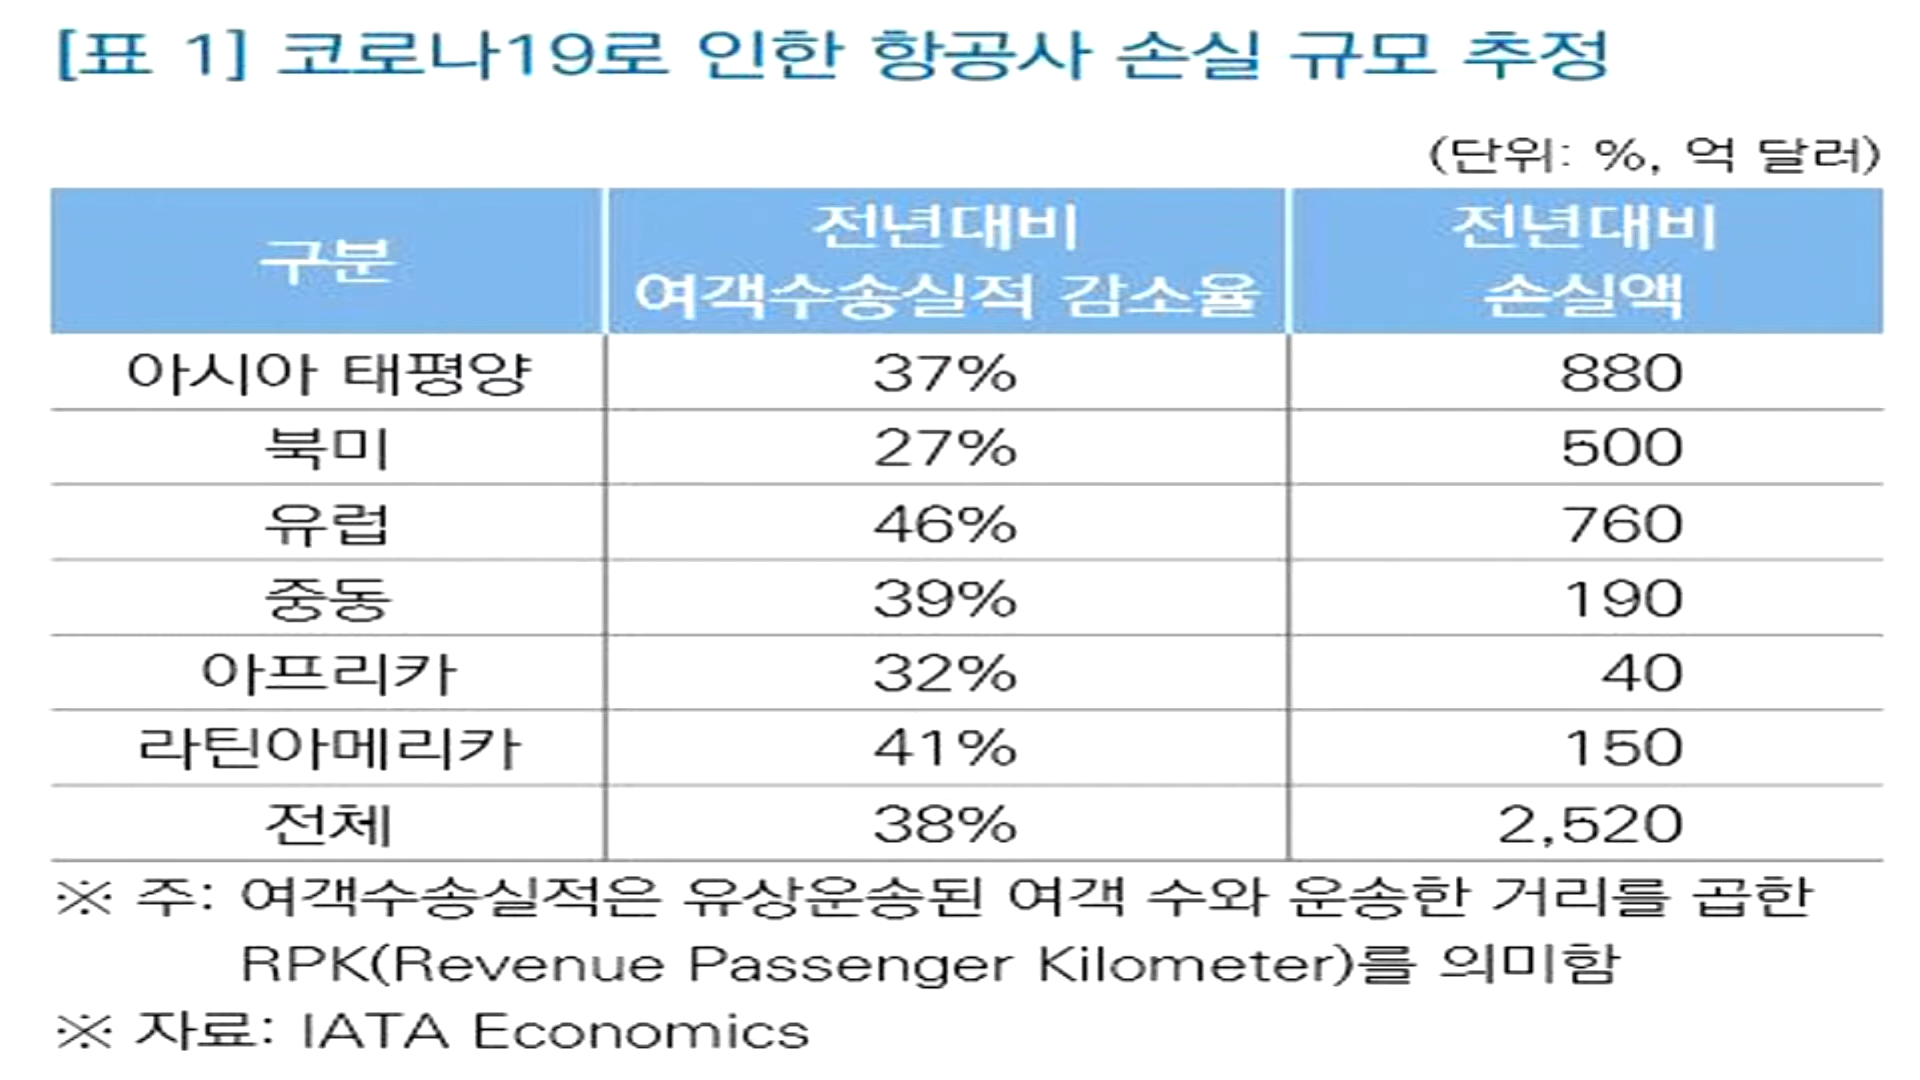 [표 1] 코로나19로 인한 항공사 손실 규모 추정
(단위: %, 억 달러)
구분 전년대비 여객수송실적 감소율 전년대비 손실액
아시아 태평양 37% 880
북미 27% 500
유럽 46% 760
중동 39% 190
아프리카 32% 40
라틴아메리카 41% 150
전체 38% 2,520
※ 주: 여객수송실적은 유상운송된 여객 수와 운송한 거리를 곱한
RPK(Revenue Passenger Kilometer)를 의미함
※ 자료: IATA Economics